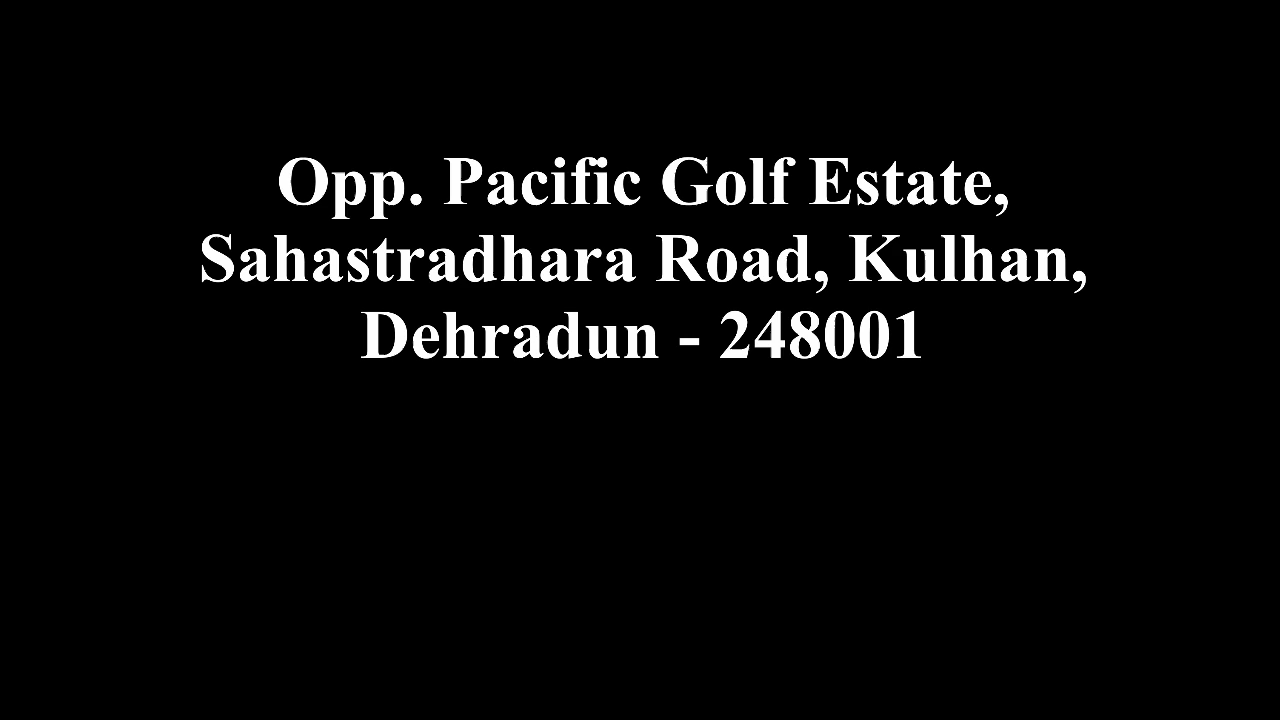 Opp. Pacific Golf Estate,
Sahastradhara Road, Kulhan,
Dehradun - 248001